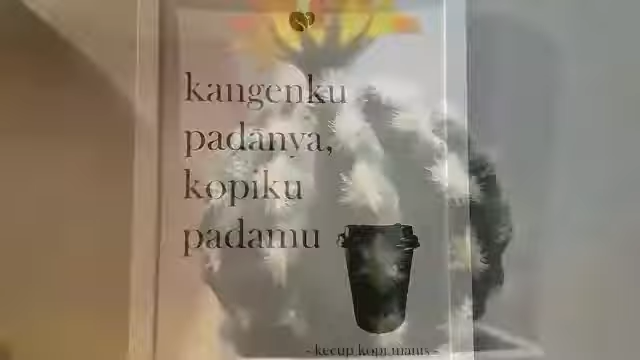 kangenku
padanya,
kopiku
padamu
- kecup kopi manis -